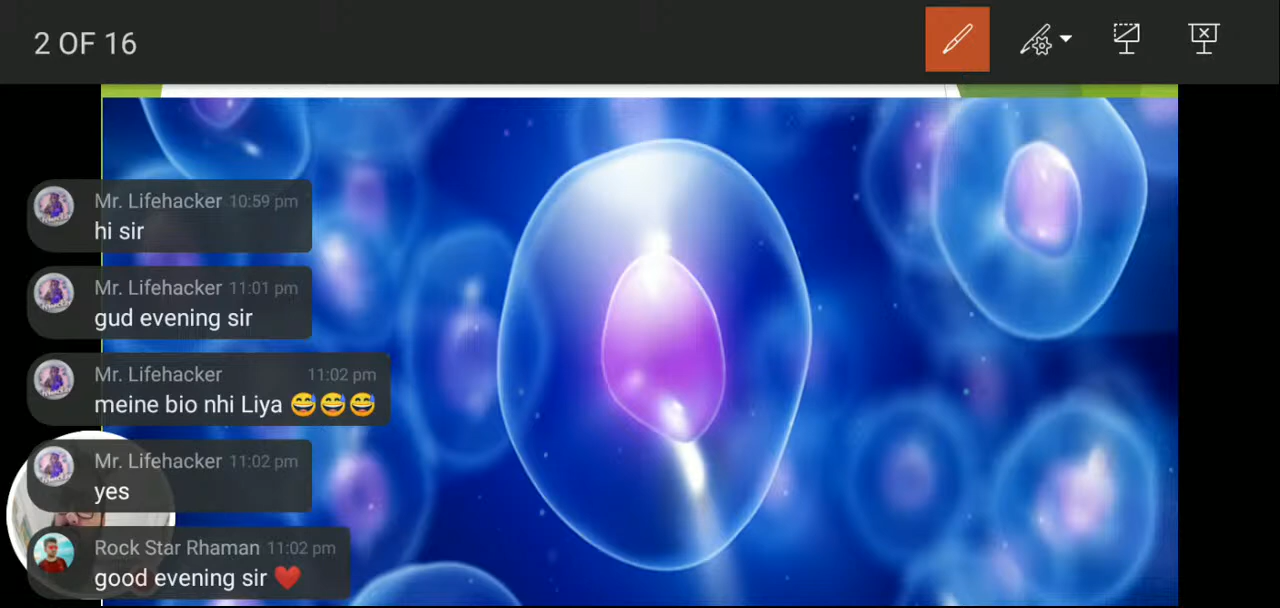 2 OF 16
Mr. Lifehacker 10:59 pm
hi sir
Mr. Lifehacker 11:01 pm
gud evening sir
Mr. Lifehacker 11:02 pm
meine bio nhi Liya 😅😅😅
Mr. Lifehacker 11:02 pm
yes
Rock Star Rhaman 11:02 pm
good evening sir ❤️